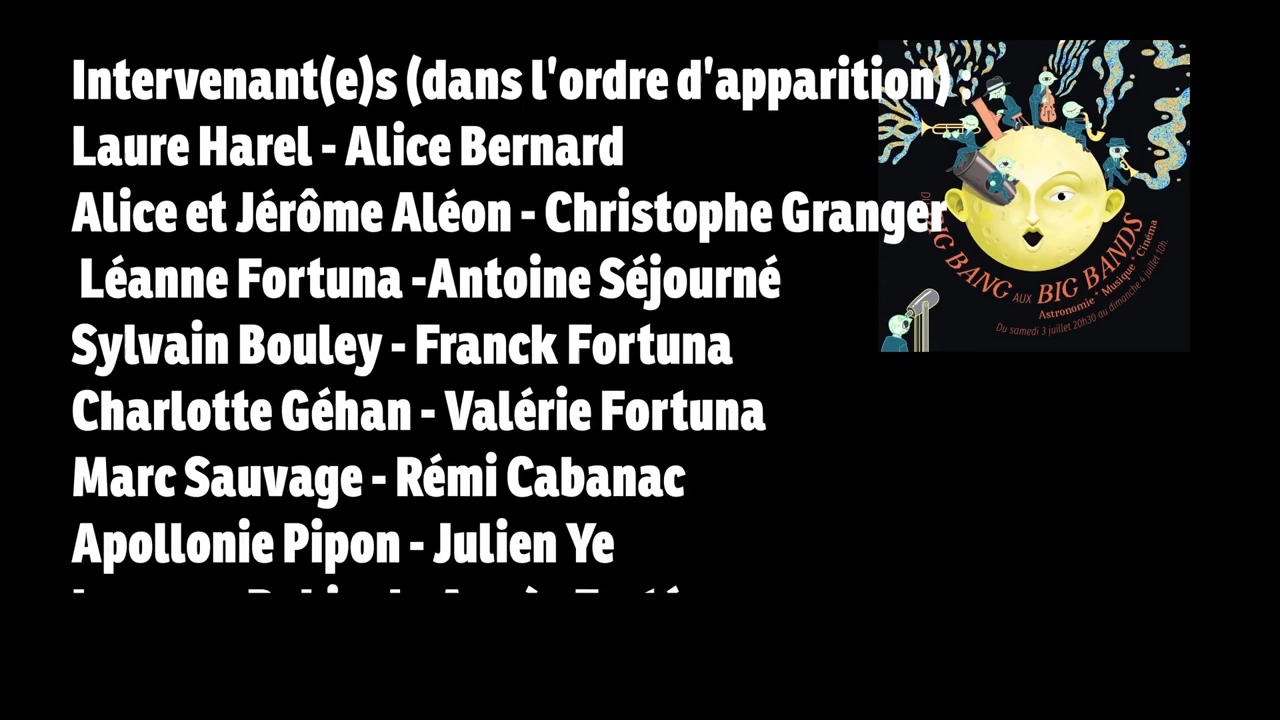 Intervenant(e)s (dans l'ordre d'apparition) :
Laure Harel - Alice Bernard
Alice et Jérôme Aléon - Christophe Granger
Léanne Fortuna -Antoine Séjourné
Sylvain Bouley - Franck Fortuna
Charlotte Géhan - Valérie Fortuna
Marc Sauvage - Rémi Cabanac
Apollonie Pipon - Julien Ye
BANG AUX BIG BANDS
Astronomie * Musique * Cinéma
Du samedi 3 juillet 20h30 au dimanche 4 juillet 10h.